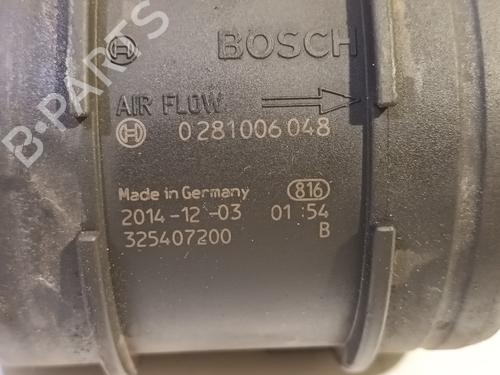 BOSCH
AIR FLOW
0 281 006 048
Made in Germany 816
2014-12-03 01:54
325407200 B
B-PARTS